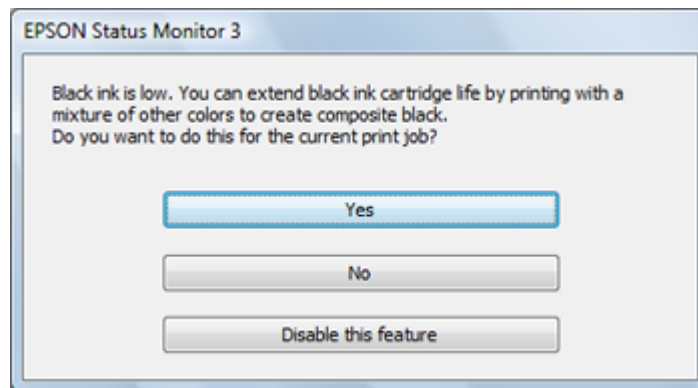 EPSON Status Monitor 3
Black ink is low. You can extend black ink cartridge life by printing with a
mixture of other colors to create composite black.
Do you want to do this for the current print job?
Yes
No
Disable this feature